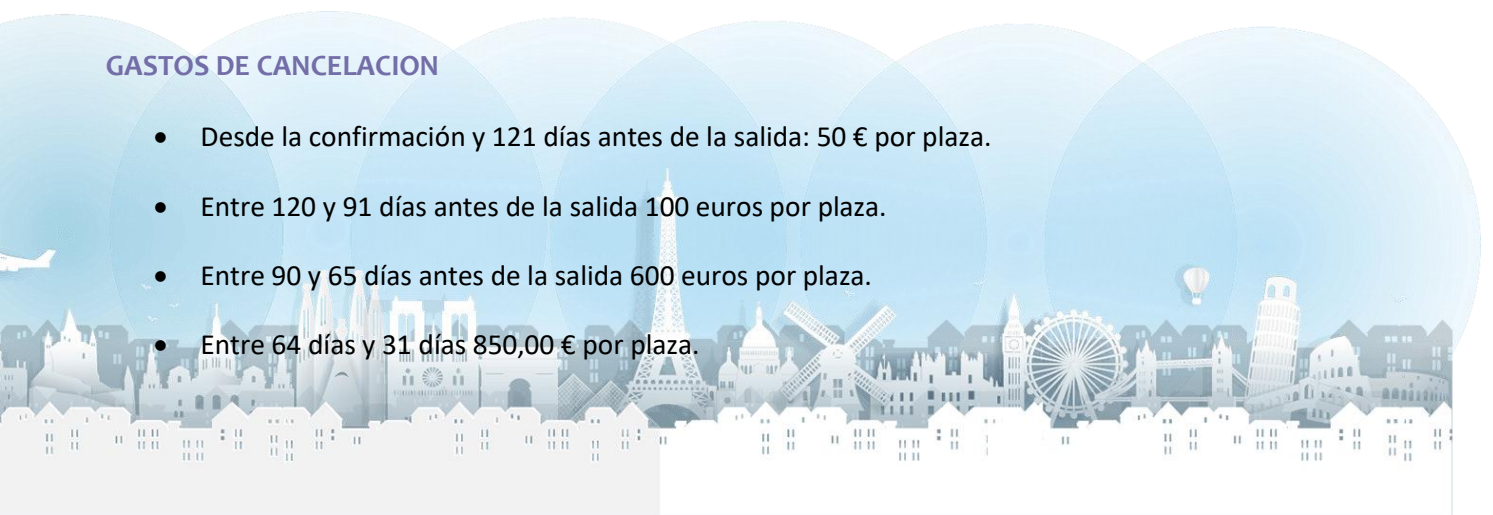 GASTOS DE CANCELACION
• Desde la confirmación y 121 días antes de la salida: 50 € por plaza.
• Entre 120 y 91 días antes de la salida 100 euros por plaza.
• Entre 90 y 65 días antes de la salida 600 euros por plaza.
• Entre 64 días y 31 días 850,00 € por plaza.